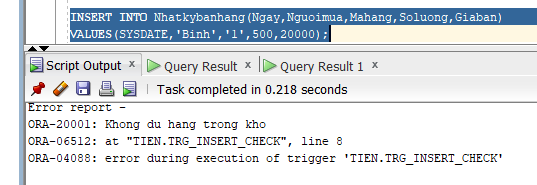 INSERT INTO Nhatkybanhang(Ngay,Nguoimua,Mahang,Soluong,Giaban)
VALUES(SYSDATE,'Binh','1',500,20000);
Script Output x Query Result x Query Result 1 x
Task completed in 0.218 seconds
Error report -
ORA-20001: Khong du hang trong kho
ORA-06512: at "TIEN.TRG_INSERT_CHECK", line 8
ORA-04088: error during execution of trigger 'TIEN.TRG_INSERT_CHECK'